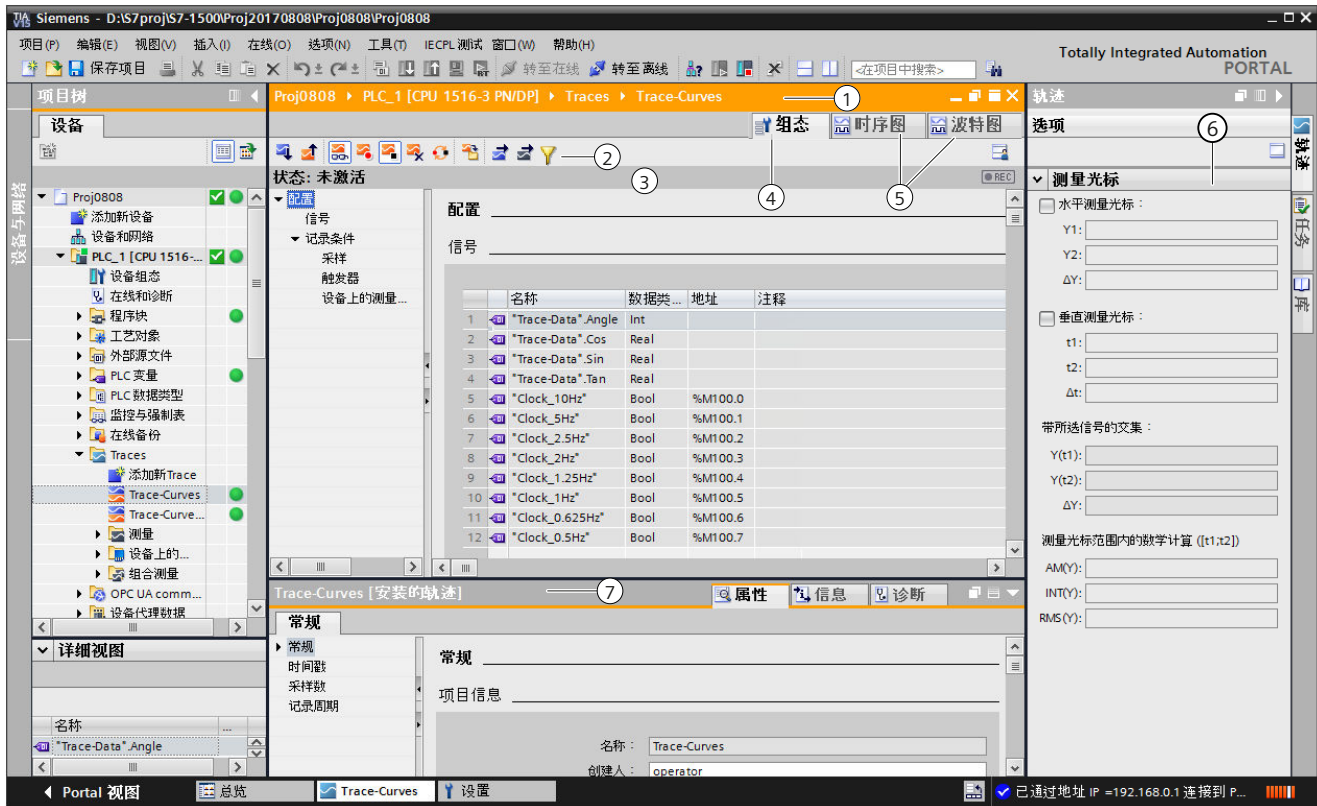 Siemens - D:\S7proj\S7-1500\Proj20170808\Proj0808\Proj0808
项目(P) 编辑(E) 视图(V) 插入(I) 在线(O) 选项(N) 工具(T) IECPL 测试 窗口(W) 帮助(H)
Totally Integrated Automation
PORTAL
保存项目 转至在线 转至离线 <在项目中搜索>
项目树
设备
设备与网络
Proj0808
添加新设备
设备和网络
PLC_1 [CPU 1516-...
设备组态
在线和诊断
程序块
工艺对象
外部源文件
PLC 变量
PLC 数据类型
监控与强制表
在线备份
Traces
添加新Trace
Trace-Curves
Trace-Curve...
测量
设备上的...
组合测量
OPC UA comm...
设备代理数据
详细视图
名称 ...
"Trace-Data".Angle
Proj0808 PLC_1 [CPU 1516-3 PN/DP] Traces Trace-Curves 1
组态 时序图 波特图
2
状态: 未激活 3 REC
4 5
配置
信号
记录条件
采样
触发器
设备上的测量...
配置
信号
名称 数据类... 地址 注释
1 "Trace-Data".Angle Int
2 "Trace-Data".Cos Real
3 "Trace-Data".Sin Real
4 "Trace-Data".Tan Real
5 "Clock_10Hz" Bool %M100.0
6 "Clock_5Hz" Bool %M100.1
7 "Clock_2.5Hz" Bool %M100.2
8 "Clock_2Hz" Bool %M100.3
9 "Clock_1.25Hz" Bool %M100.4
10 "Clock_1Hz" Bool %M100.5
11 "Clock_0.625Hz" Bool %M100.6
12 "Clock_0.5Hz" Bool %M100.7
Trace-Curves [安装的轨迹] 7 属性 信息 诊断
常规
常规
时间戳
采样数
记录周期
常规
项目信息
名称： Trace-Curves
创建人： operator
轨迹
选项 6
测量光标
水平测量光标：
Y1:
Y2:
ΔY:
垂直测量光标：
t1:
t2:
Δt:
带所选信号的交集：
Y(t1):
Y(t2):
ΔY:
测量光标范围内的数学计算 ([t1;t2])
AM(Y):
INT(Y):
RMS(Y):
轨迹
任务
库
Portal 视图 总览 Trace-Curves 设置 已通过地址 IP =192.168.0.1 连接到 P...